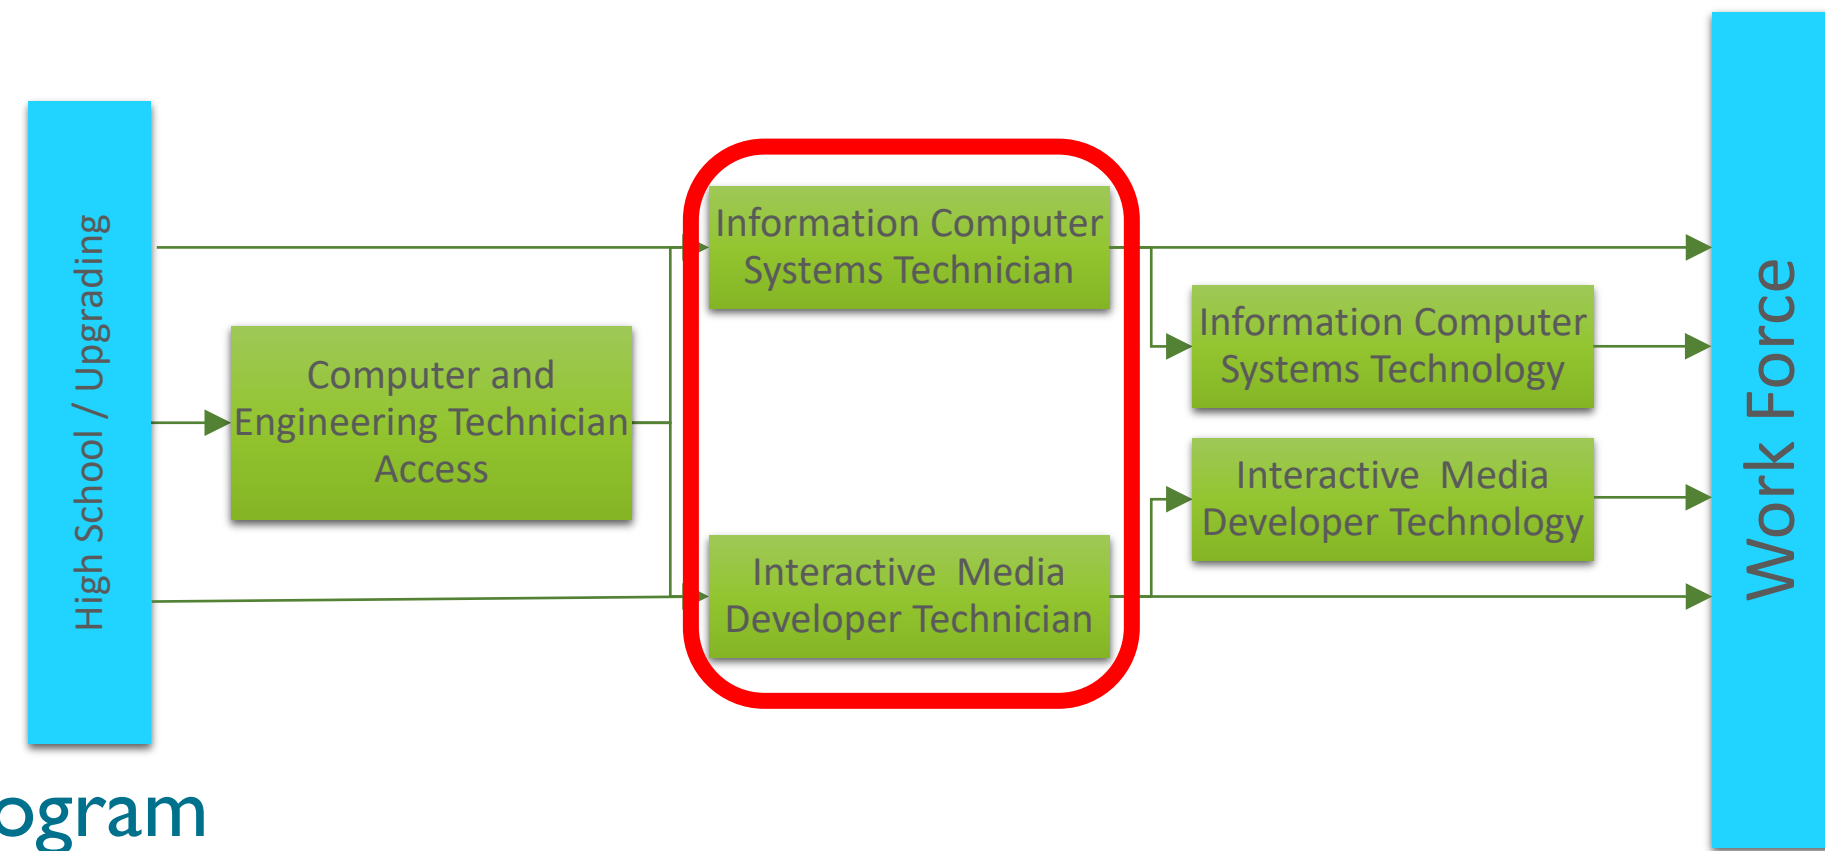 High School / Upgrading
Computer and
Engineering Technician
Access
Information Computer
Systems Technician
Interactive Media
Developer Technician
Information Computer
Systems Technology
Interactive Media
Developer Technology
Work Force
ogram